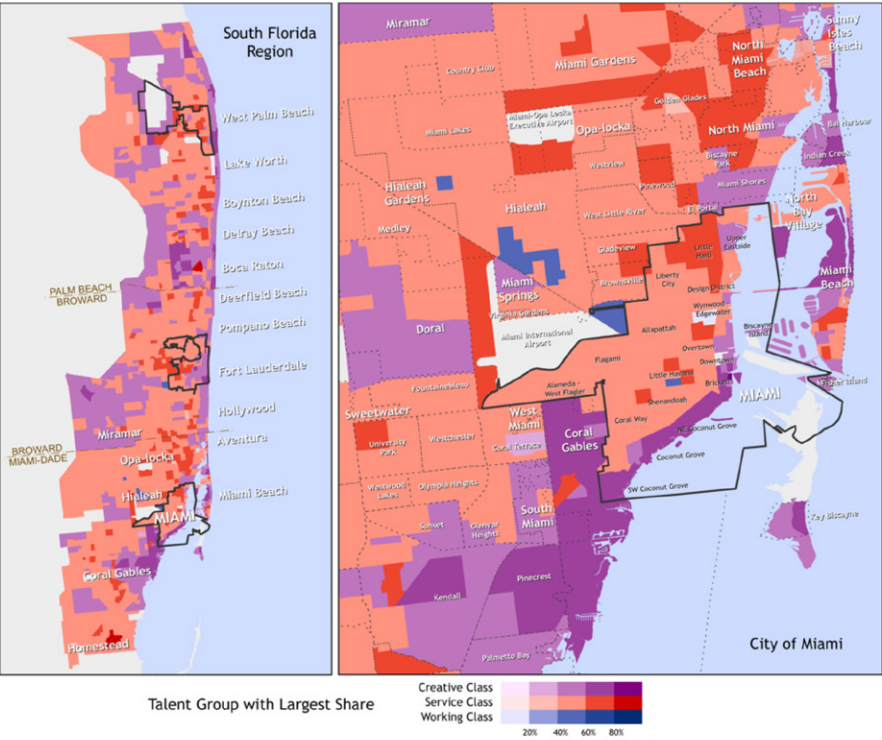 South Florida
Region
West Palm Beach
Lake Worth
Boynton Beach
Delray Beach
Boca Raton
PALM BEACH
BROWARD
Deerfield Beach
Pompano Beach
Fort Lauderdale
Hollywood
Miramar
Aventura
BROWARD
MIAMI-DADE
Opa-locka
Hialeah
Miami Beach
MIAMI
Coral Gables
Homestead
Miramar
Sunny
Isles
Beach
Country Club
Miami Gardens
North
Miami
Beach
Golden Glades
Miami-Opa Locka
Executive Airport
Miami Lakes
Opa-locka
North Miami
Bal Harbour
Westview
Biscayne
Park
Indian Creek
Hialeah
Gardens
Pinewood
Miami Shores
Hialeah
West Little River
El Portal
North
Bay
Village
Medley
Gladeview
Little
Haiti
Upper
Eastside
Miami
Springs
Brownsville
Liberty
City
Miami
Beach
Design District
Virginia Gardens
Wynwood
Edgewater
Doral
Miami International
Airport
Allapattah
Biscayne
Island
Flagami
Overtown
Downtown
Fountainebleau
Alameda -
West Flagler
Little Havana
Brickell
Fisher Island
MIAMI
Sweetwater
West
Miami
Shenandoah
Coral Way
University
Park
Westchester
Coral Terrace
Coral
Gables
NE Coconut Grove
Coconut Grove
Westwood
Lakes
Olympia Heights
SW Coconut Grove
Sunset
Glenvar
Heights
South
Miami
Key Biscayne
Kendall
Pinecrest
Palmetto Bay
City of Miami
Talent Group with Largest Share
Creative Class
Service Class
Working Class
20% 40% 60% 80%